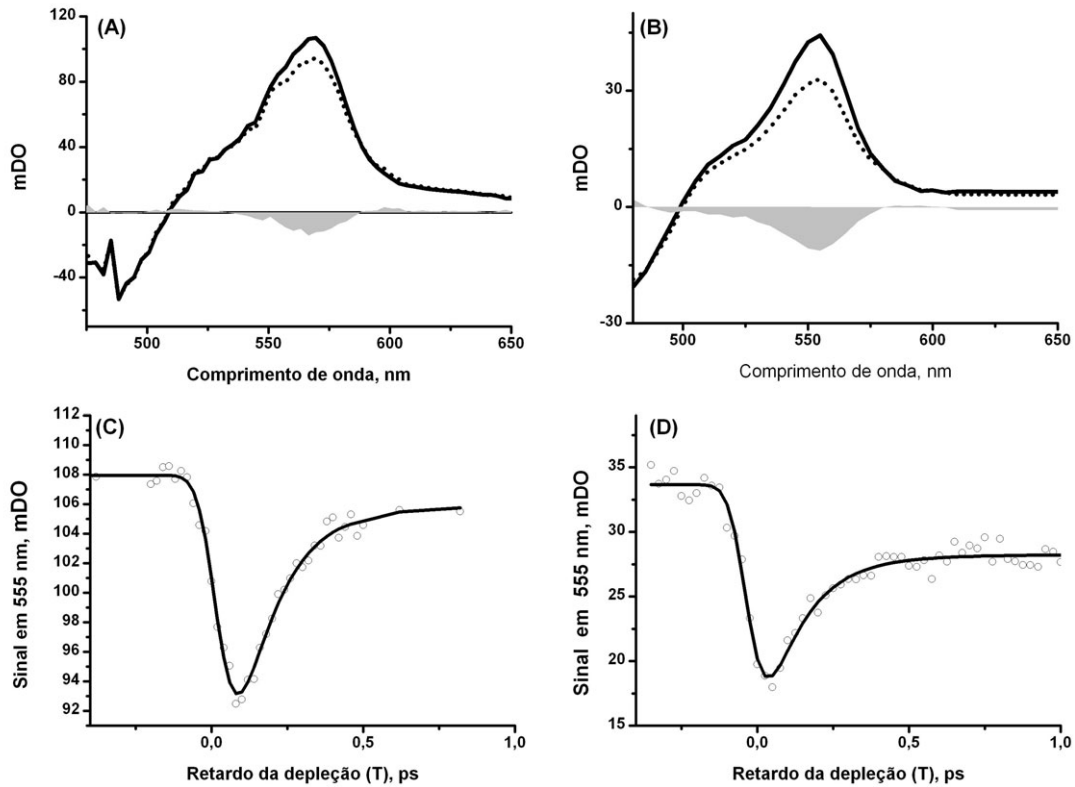 (A)
120
80
40
0
-40
mDO
500 550 600 650
Comprimento de onda, nm
(B)
30
0
-30
mDO
500 550 600 650
Comprimento de onda, nm
(C)
112
110
108
106
104
102
100
98
96
94
92
Sinal em 555 nm, mDO
0,0 0,5 1,0
Retardo da depleção (T), ps
(D)
35
30
25
20
15
Sinal em 555 nm, mDO
0,0 0,5 1,0
Retardo da depleção (T), ps